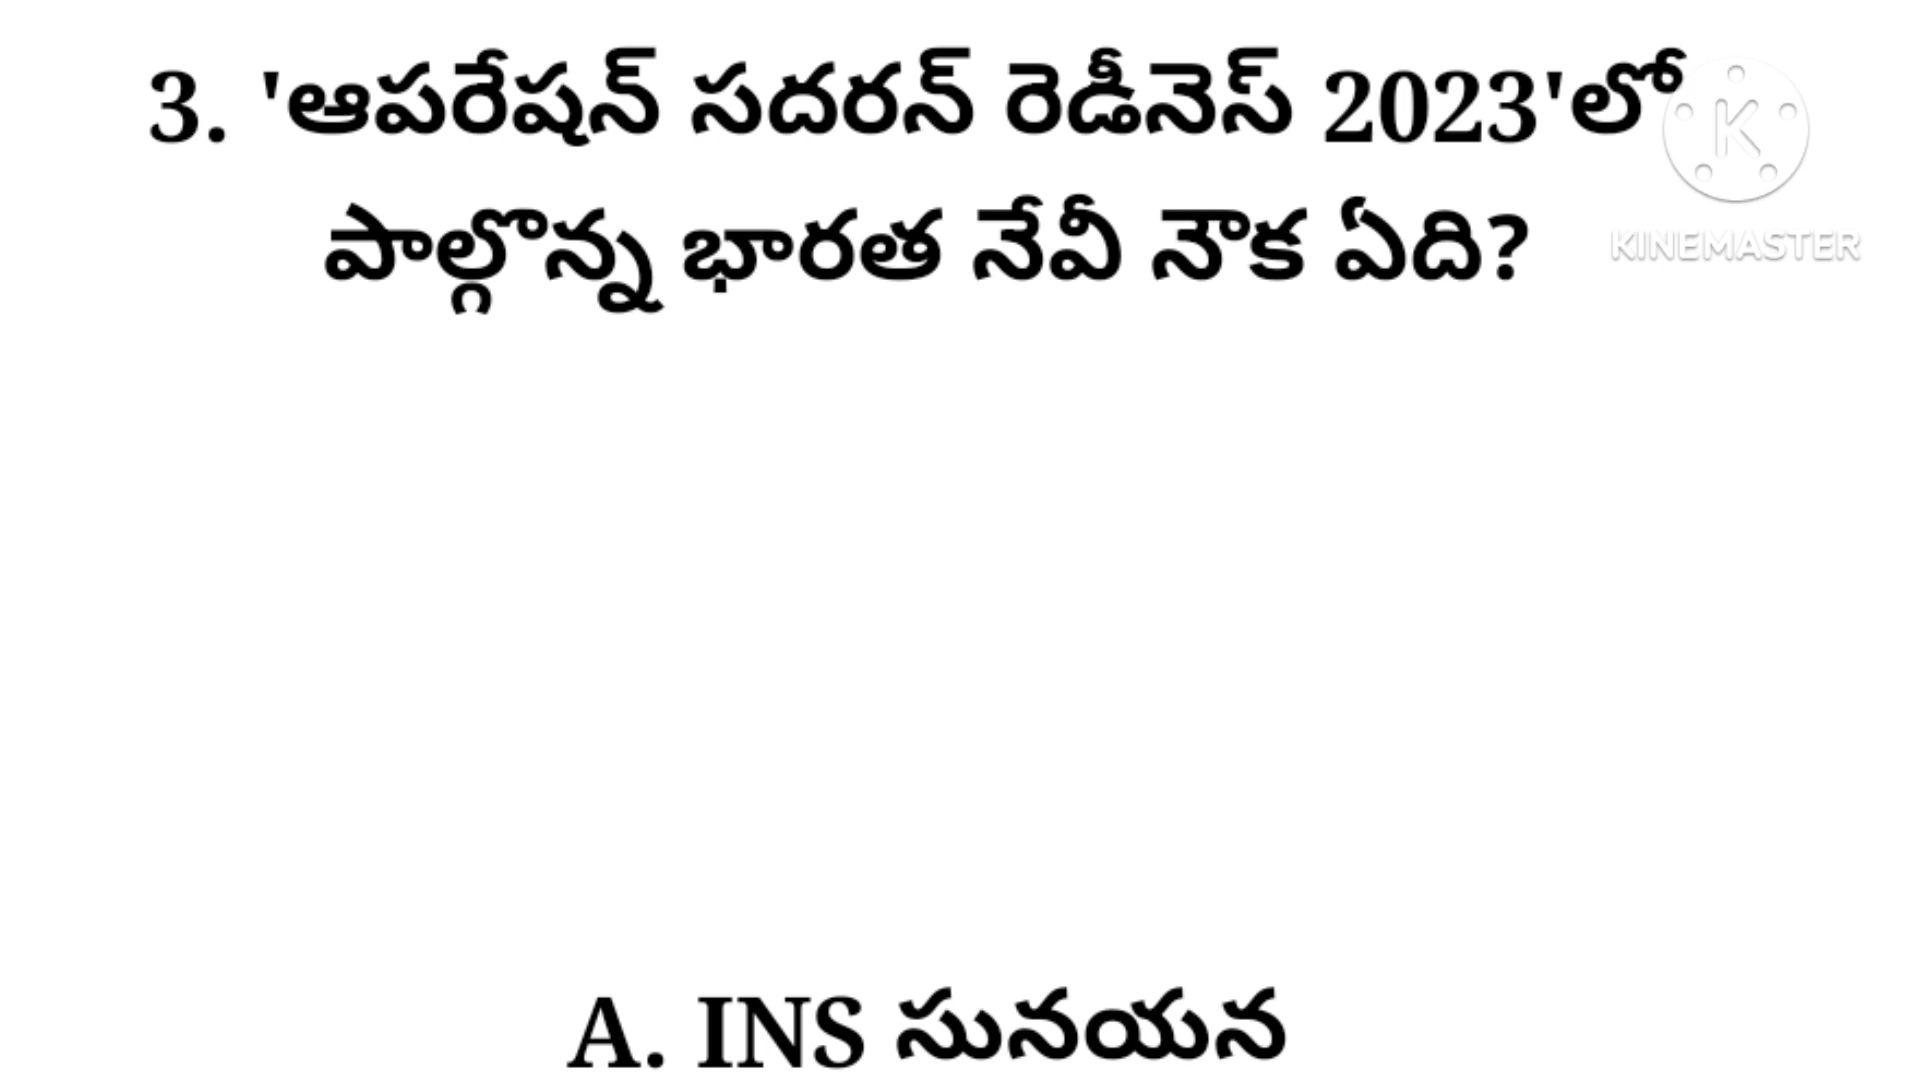 3. 'ఆపరేషన్ సదరన్ రెడీనెస్ 2023'లో
పాల్గొన్న భారత నేవీ నౌక ఏది?
K
KINEMASTER
A. INS సునయన